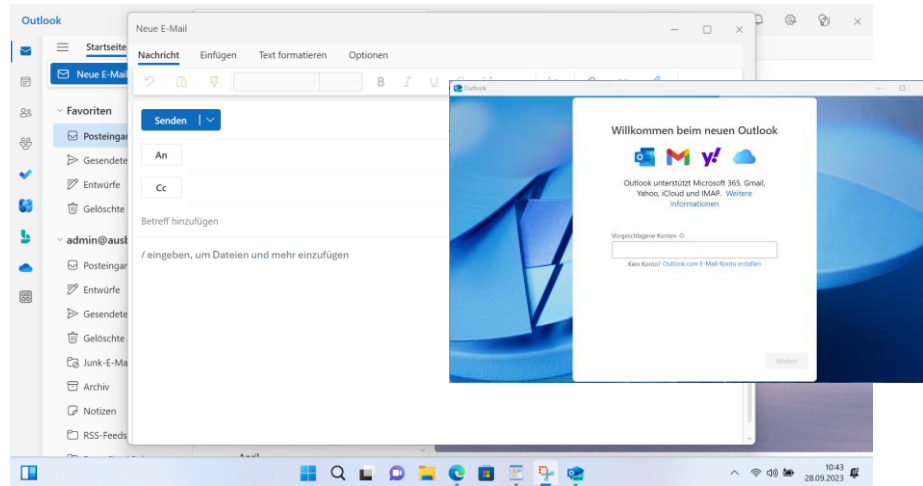 Outlook
Neue E-Mail
Startseite
Nachricht Einfügen Text formatieren Optionen
Neue E-Mail
B I U
Outlook
Favoriten
Senden
Willkommen beim neuen Outlook
Posteingar
An
Gesendete
Outlook unterstützt Microsoft 365, Gmail,
Yahoo, iCloud und IMAP. Weitere
Informationen
Entwürfe
Cc
Gelöschte
Betreff hinzufügen
Vorgeschlagene Konten
admin@aus
/ eingeben, um Dateien und mehr einzufügen
Kein Konto? Outlook.com E-Mail-Konto erstellen
Posteingar
Entwürfe
Gesendete
Gelöschte
Junk-E-Ma
Weiter
Archiv
Notizen
RSS-Feeds
10:43
28.09.2023